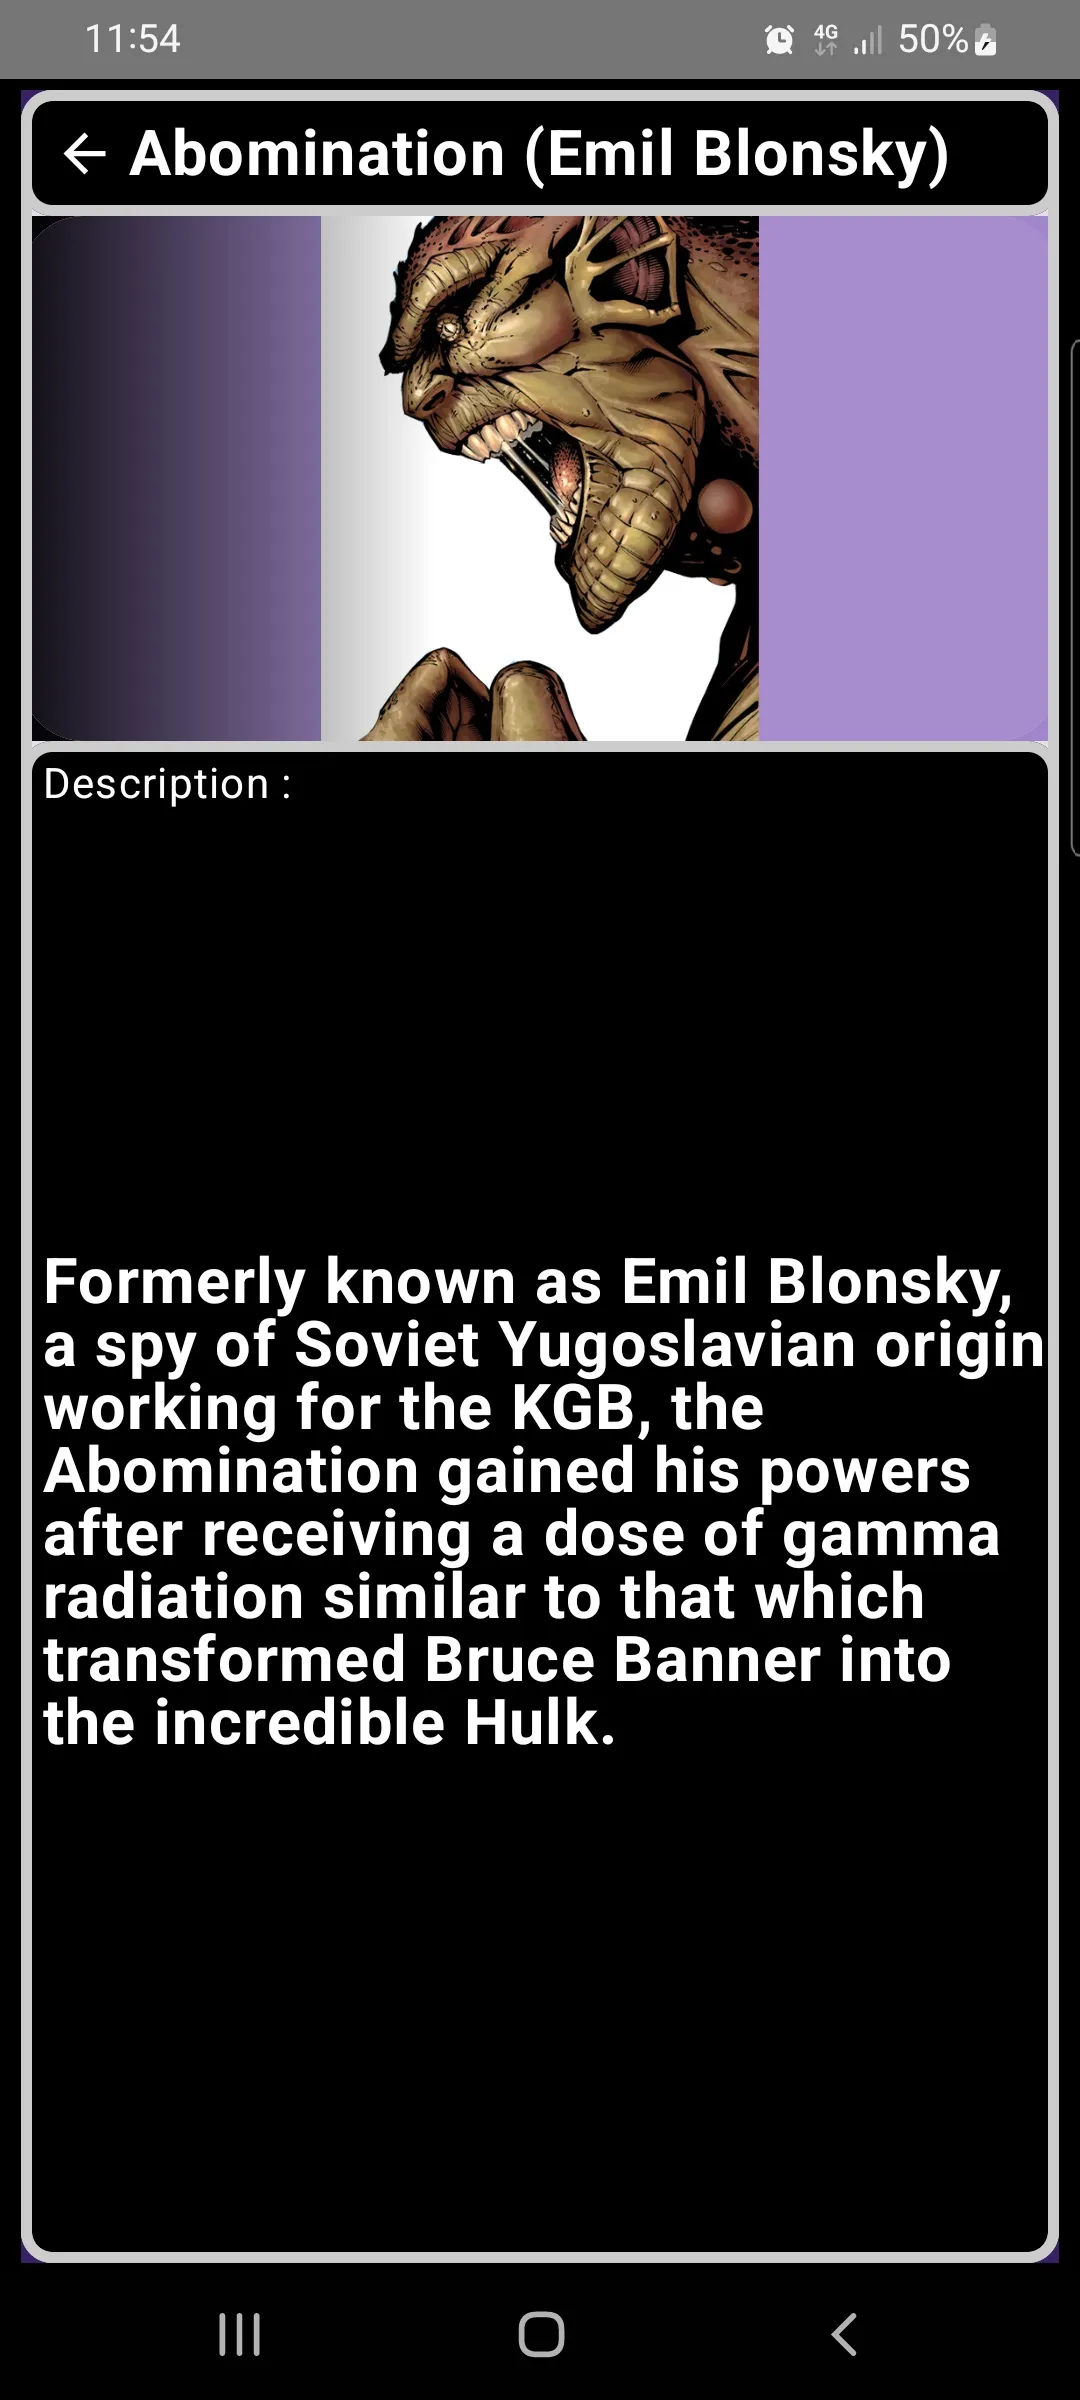 11:54
4G 50%
Abomination (Emil Blonsky)
Description :
Formerly known as Emil Blonsky,
a spy of Soviet Yugoslavian origin
working for the KGB, the
Abomination gained his powers
after receiving a dose of gamma
radiation similar to that which
transformed Bruce Banner into
the incredible Hulk.